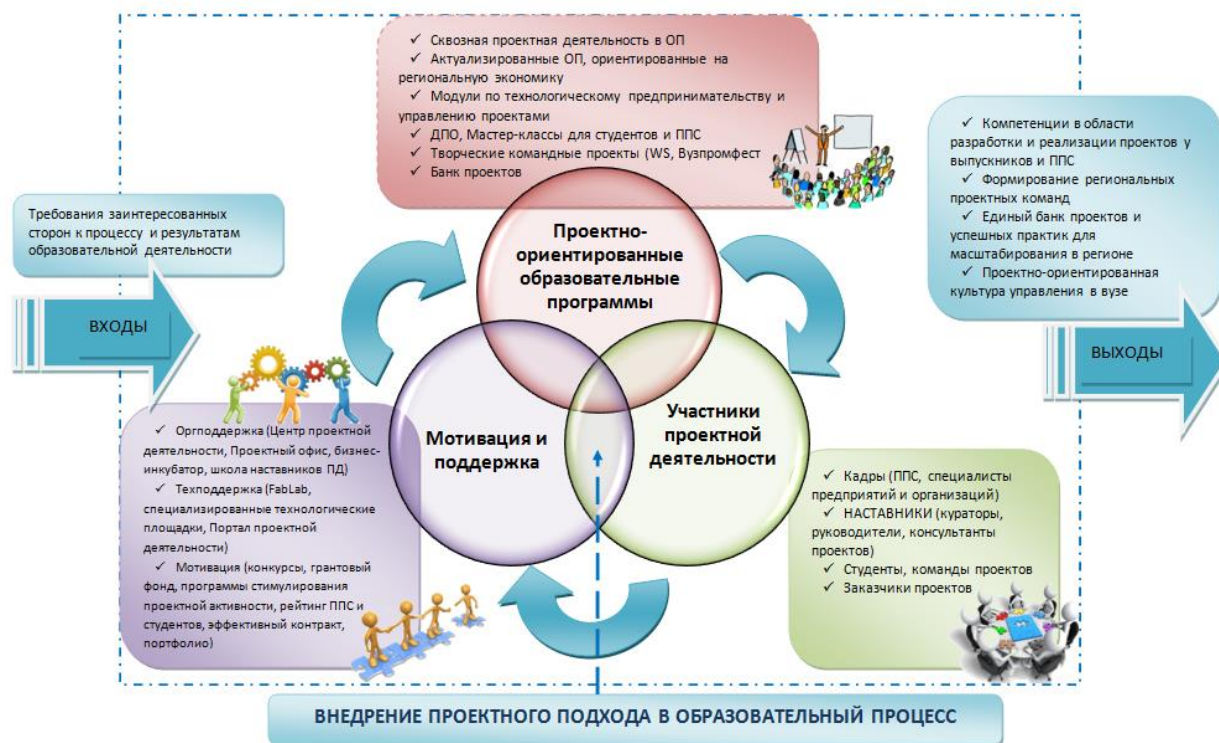 ✓ Сквозная проектная деятельность в ОП
✓ Актуализированные ОП, ориентированные на
региональную экономику
✓ Модули по технологическому предпринимательству и
управлению проектами
✓ ДПО, Мастер-классы для студентов и ППС
✓ Творческие командные проекты (WS, Вузпромфест
✓ Банк проектов
Требования заинтересованных
сторон к процессу и результатам
образовательной деятельности
ВХОДЫ
Проектно-
ориентированные
образовательные
программы
Мотивация и
поддержка
Участники
проектной
деятельности
✓ Компетенции в области
разработки и реализации проектов у
выпускников и ППС
✓ Формирование региональных
проектных команд
✓ Единый банк проектов и
успешных практик для
масштабирования в регионе
✓ Проектно-ориентированная
культура управления в вузе
ВЫХОДЫ
✓ Оргподдержка (Центр проектной
деятельности, Проектный офис, бизнес-
инкубатор, школа наставников ПД)
✓ Техподдержка (FabLab,
специализированные технологические
площадки, Портал проектной
деятельности)
✓ Мотивация (конкурсы, грантовый
фонд, программы стимулирования
проектной активности, рейтинг ППС и
студентов, эффективный контракт,
портфолио)
✓ Кадры (ППС, специалисты
предприятий и организаций)
✓ НАСТАВНИКИ (кураторы,
руководители, консультанты
проектов)
✓ Студенты, команды проектов
✓ Заказчики проектов
ВНЕДРЕНИЕ ПРОЕКТНОГО ПОДХОДА В ОБРАЗОВАТЕЛЬНЫЙ ПРОЦЕСС